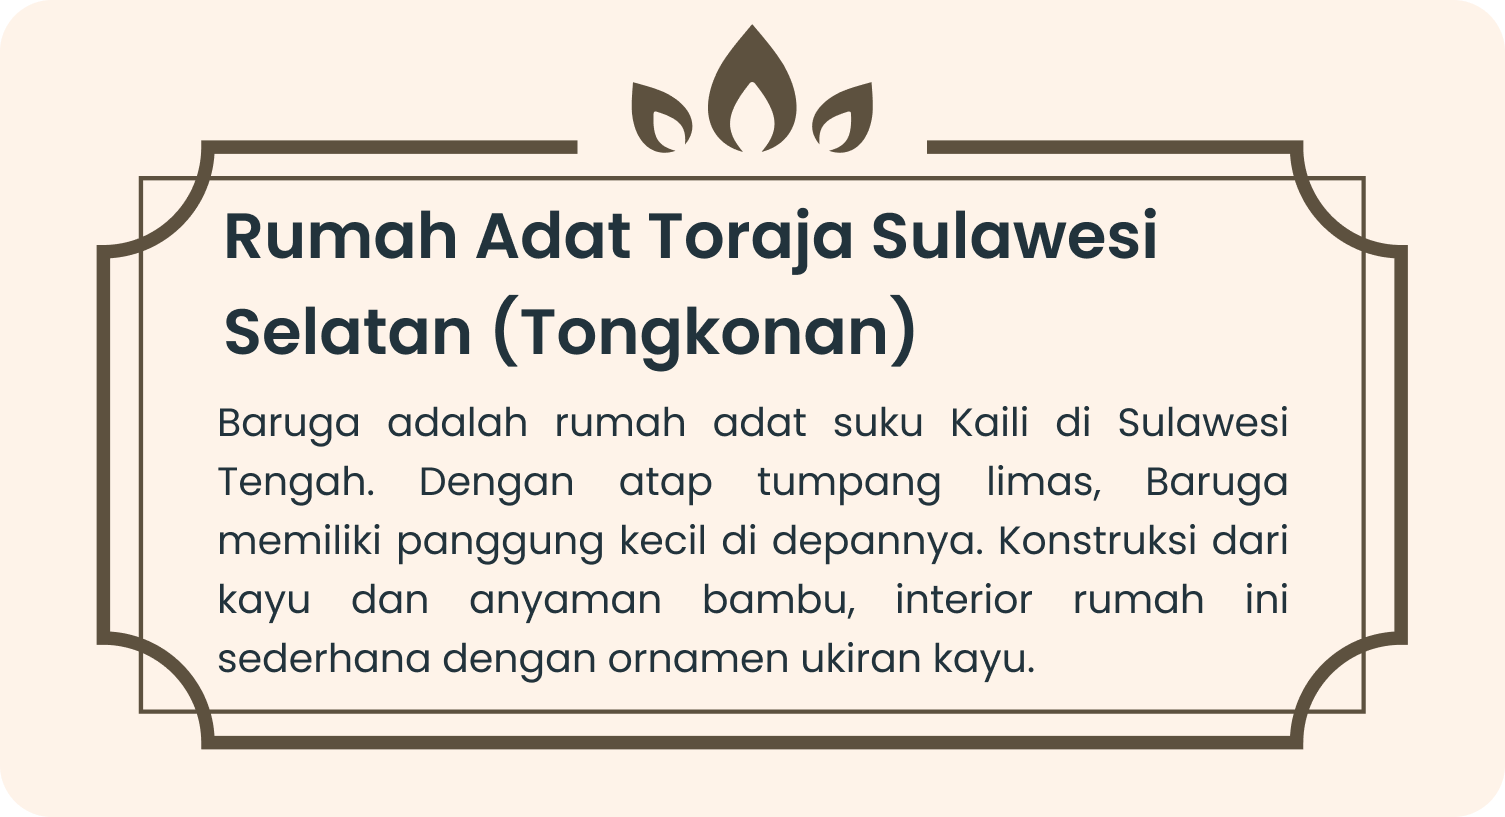 Rumah Adat Toraja Sulawesi
Selatan (Tongkonan)
Baruga adalah rumah adat suku Kaili di Sulawesi
Tengah. Dengan atap tumpang limas, Baruga
memiliki panggung kecil di depannya. Konstruksi dari
kayu dan anyaman bambu, interior rumah ini
sederhana dengan ornamen ukiran kayu.